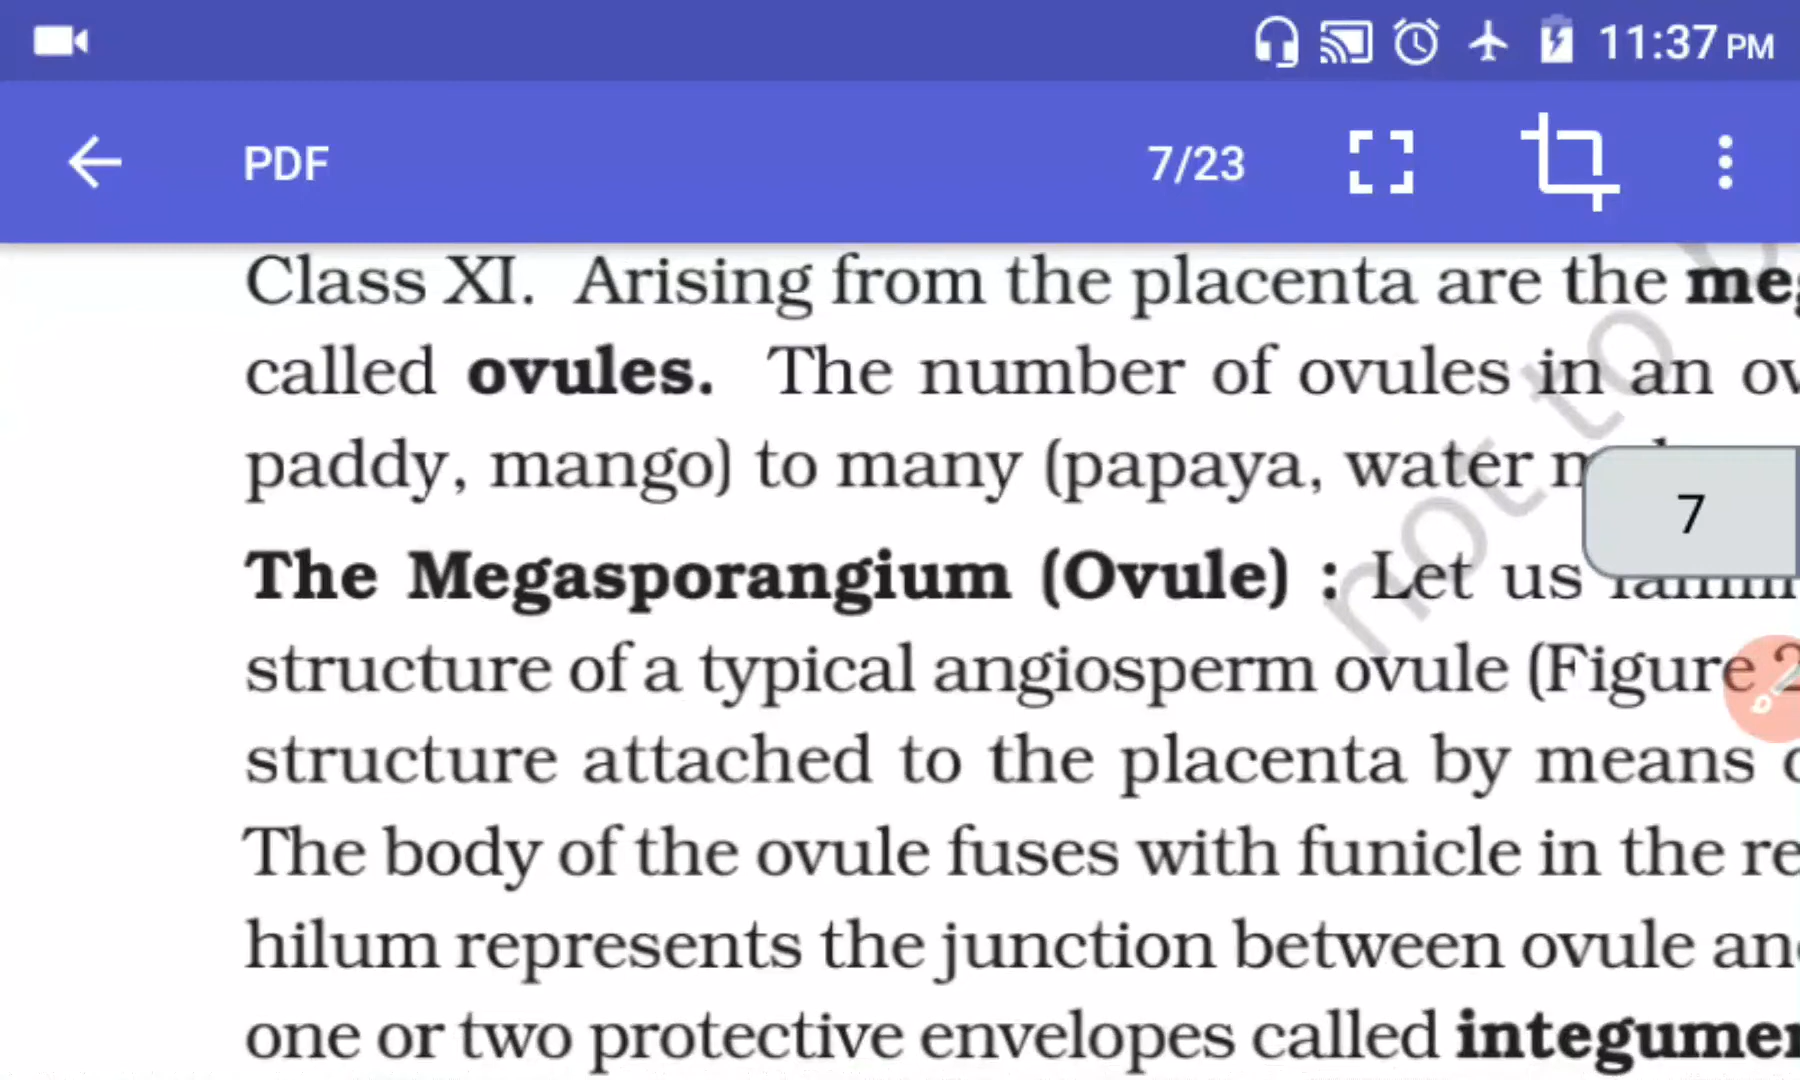 11:37 PM
PDF 7/23
Class XI. Arising from the placenta are the
called ovules. The number of ovules in an
paddy, mango) to many (papaya, water
7
The Megasporangium (Ovule) : Let us
structure of a typical angiosperm ovule (Figure 2
structure attached to the placenta by means
The body of the ovule fuses with funicle in the
hilum represents the junction between ovule
one or two protective envelopes called
not to